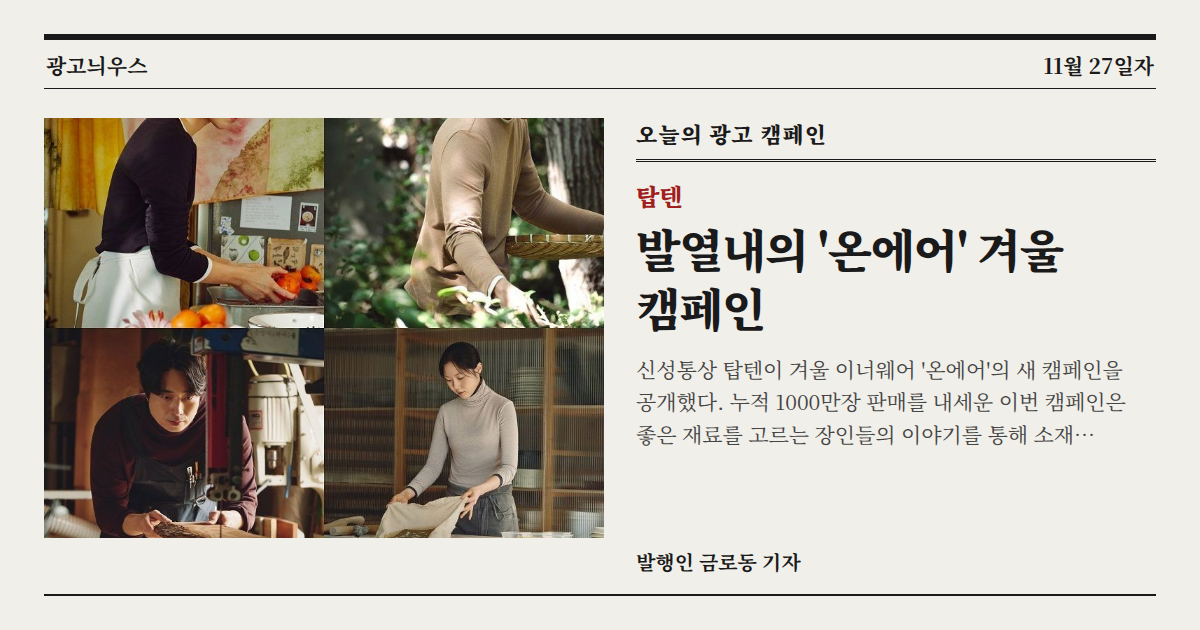 광고늬우스
11월 27일자
오늘의 광고 캠페인
탑텐
발열내의 '온에어' 겨울
캠페인
신성통상 탑텐이 겨울 이너웨어 '온에어'의 새 캠페인을
공개했다. 누적 1000만장 판매를 내세운 이번 캠페인은
좋은 재료를 고르는 장인들의 이야기를 통해 소재…
발행인 금로동 기자